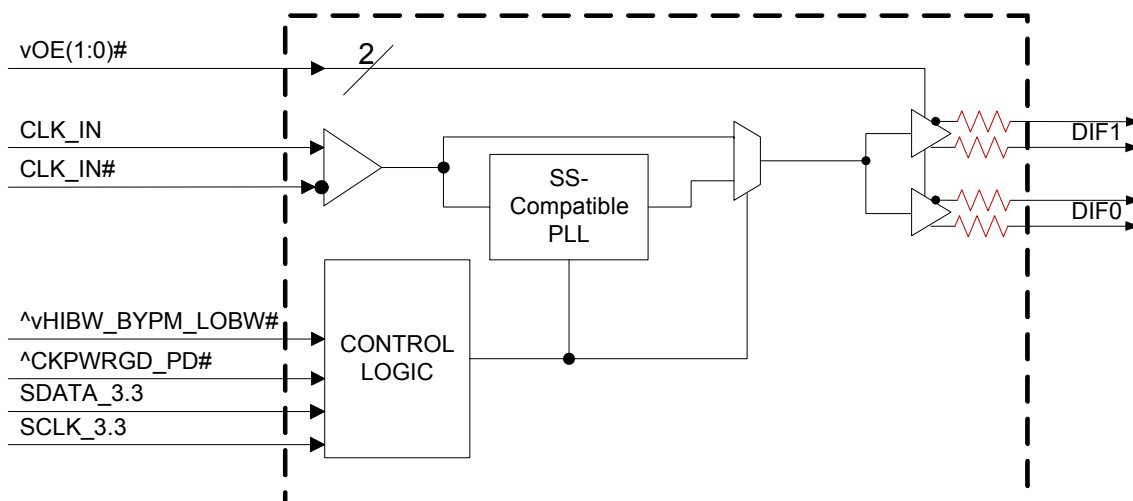 vOE(1:0)#
2
CLK_IN
CLK_IN#
SS-
Compatible
PLL
DIF1
DIF0
^vHIBW_BYPM_LOBW#
^CKPWRGD_PD#
SDATA_3.3
SCLK_3.3
CONTROL
LOGIC